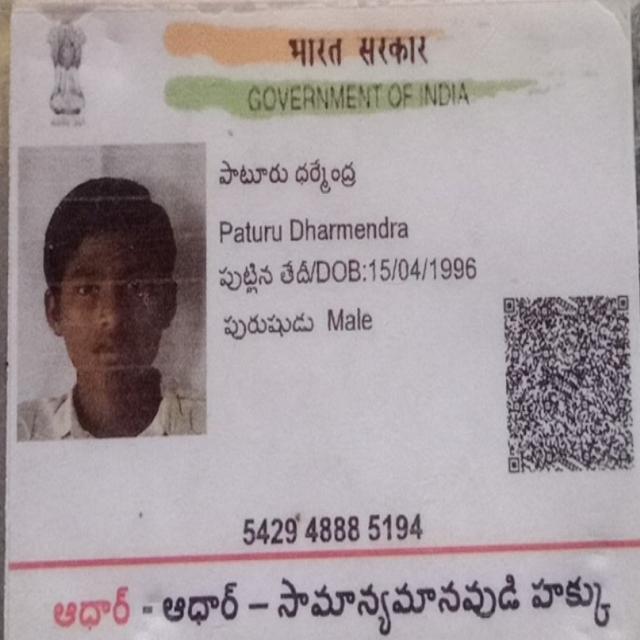 भारत सरकार
GOVERNMENT OF INDIA
పాటూరు ధర్మేంద్ర
Paturu Dharmendra
పుట్టిన తేదీ/DOB:15/04/1996
పురుషుడు Male
5429 4888 5194
ఆధార్ - ఆధార్ – సామాన్యమానవుడి హక్కు